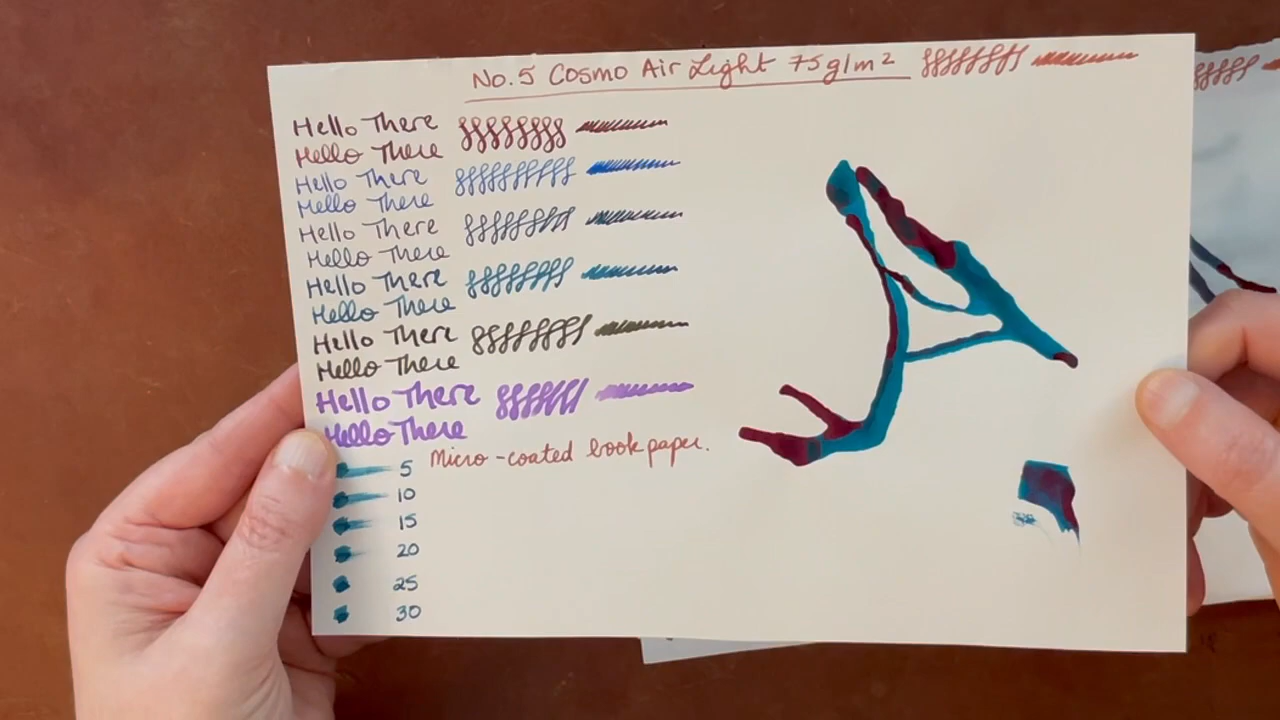 No. 5 Cosmo Air Light 75g/m²
Hello There
Hello There
Hello There
Hello There
Hello There
Hello There
Hello There
Hello There
Hello There
Hello There
Hello There
Hello There
Micro-coated book paper.
5
10
15
20
25
30